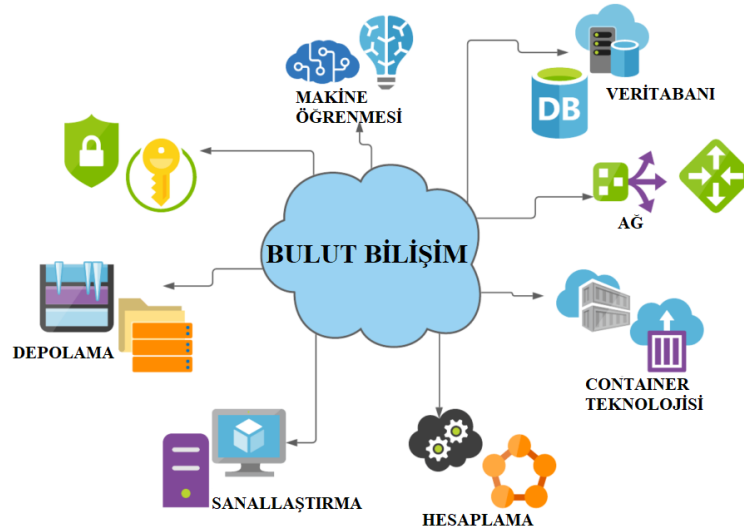 MAKİNE
ÖĞRENMESİ
DB
VERİTABANI
AĞ
BULUT BİLİŞİM
DEPOLAMA
CONTAINER
TEKNOLOJİSİ
SANALLAŞTIRMA
HESAPLAMA